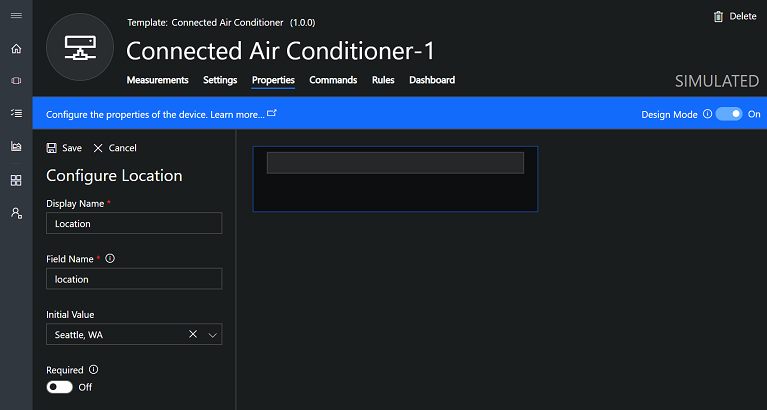 Template: Connected Air Conditioner (1.0.0)
Delete
Connected Air Conditioner-1
Measurements Settings Properties Commands Rules Dashboard
SIMULATED
Configure the properties of the device. Learn more...
Design Mode On
Save Cancel
Configure Location
Display Name *
Location
Field Name *
location
Initial Value
Seattle, WA
Required
Off